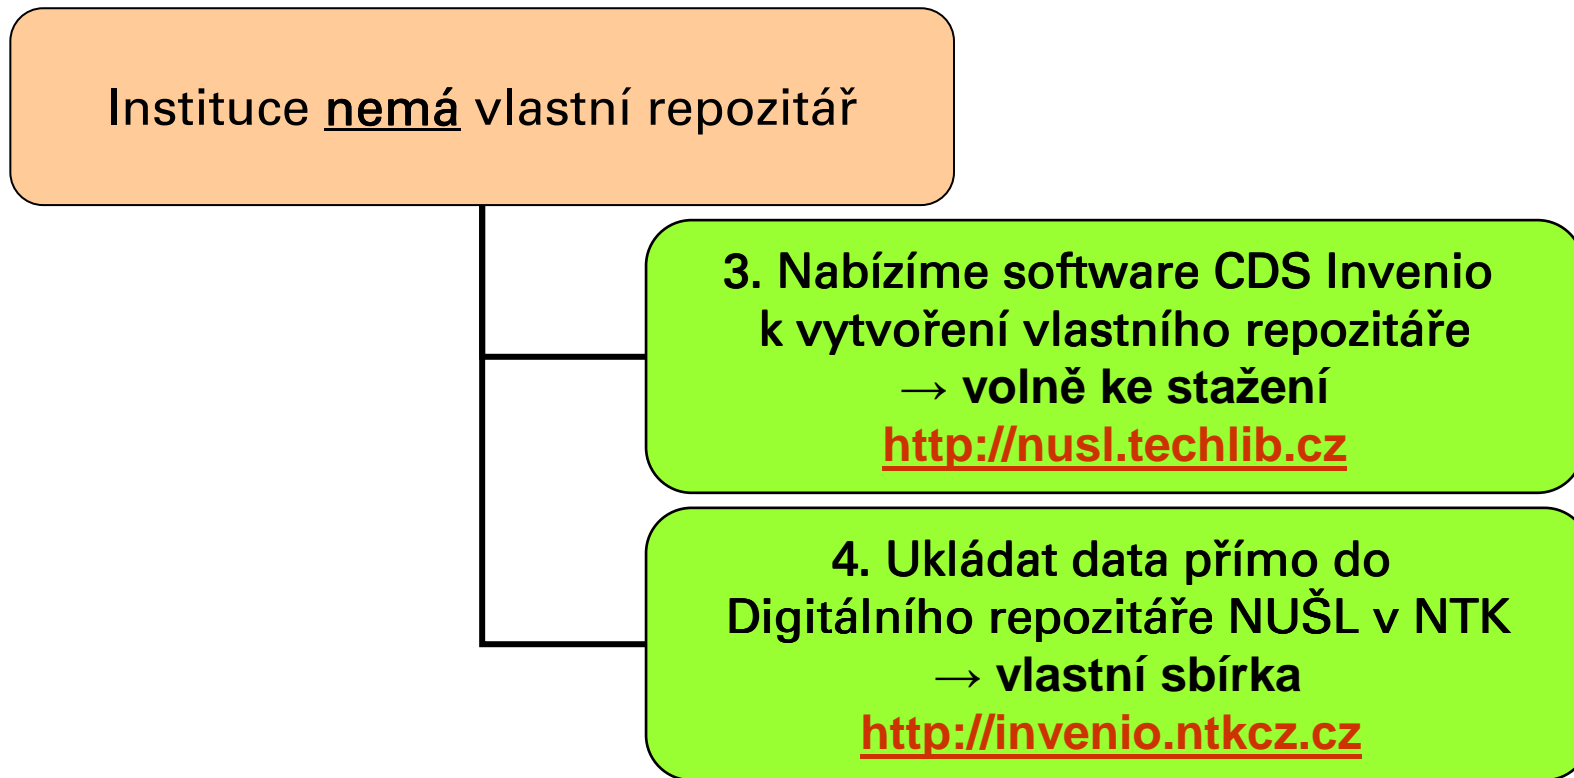 Instituce nemá vlastní repozitář
3. Nabízíme software CDS Invenio
k vytvoření vlastního repozitáře
→ volně ke stažení
http://nusl.techlib.cz
4. Ukládat data přímo do
Digitálního repozitáře NUŠL v NTK
→ vlastní sbírka
http://invenio.ntkcz.cz